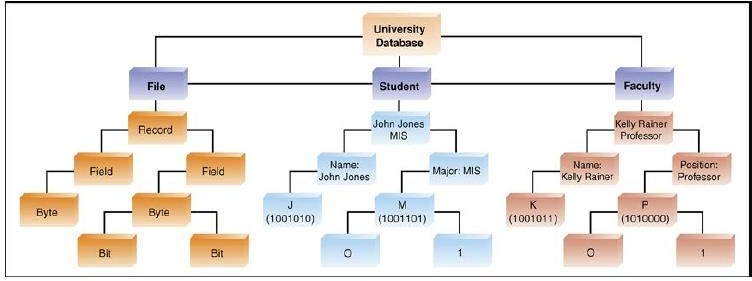 University
Database
File
Student
Faculty
Record
John Jones
MIS
Kelly Rainer
Professor
Field
Field
Name:
John Jones
Major: MIS
Name:
Kelly Rainer
Position:
Professor
Byte
Byte
J
(1001010)
M
(1001101)
K
(1001011)
P
(1010000)
Bit
Bit
0
1
0
1